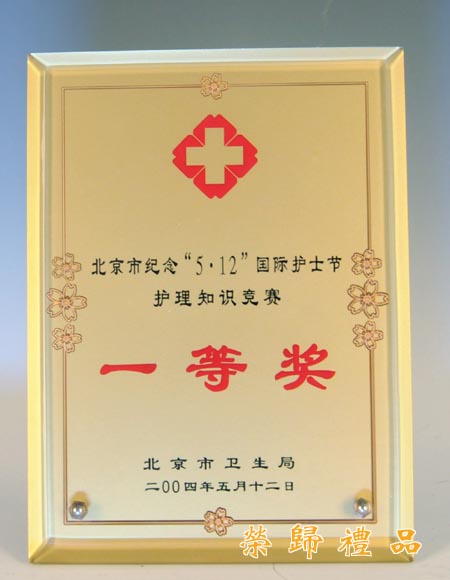 北京市纪念“5·12”国际护士节
护理知识竞赛
一等奖
北京市卫生局
二00四年五月十二日
榮歸禮品